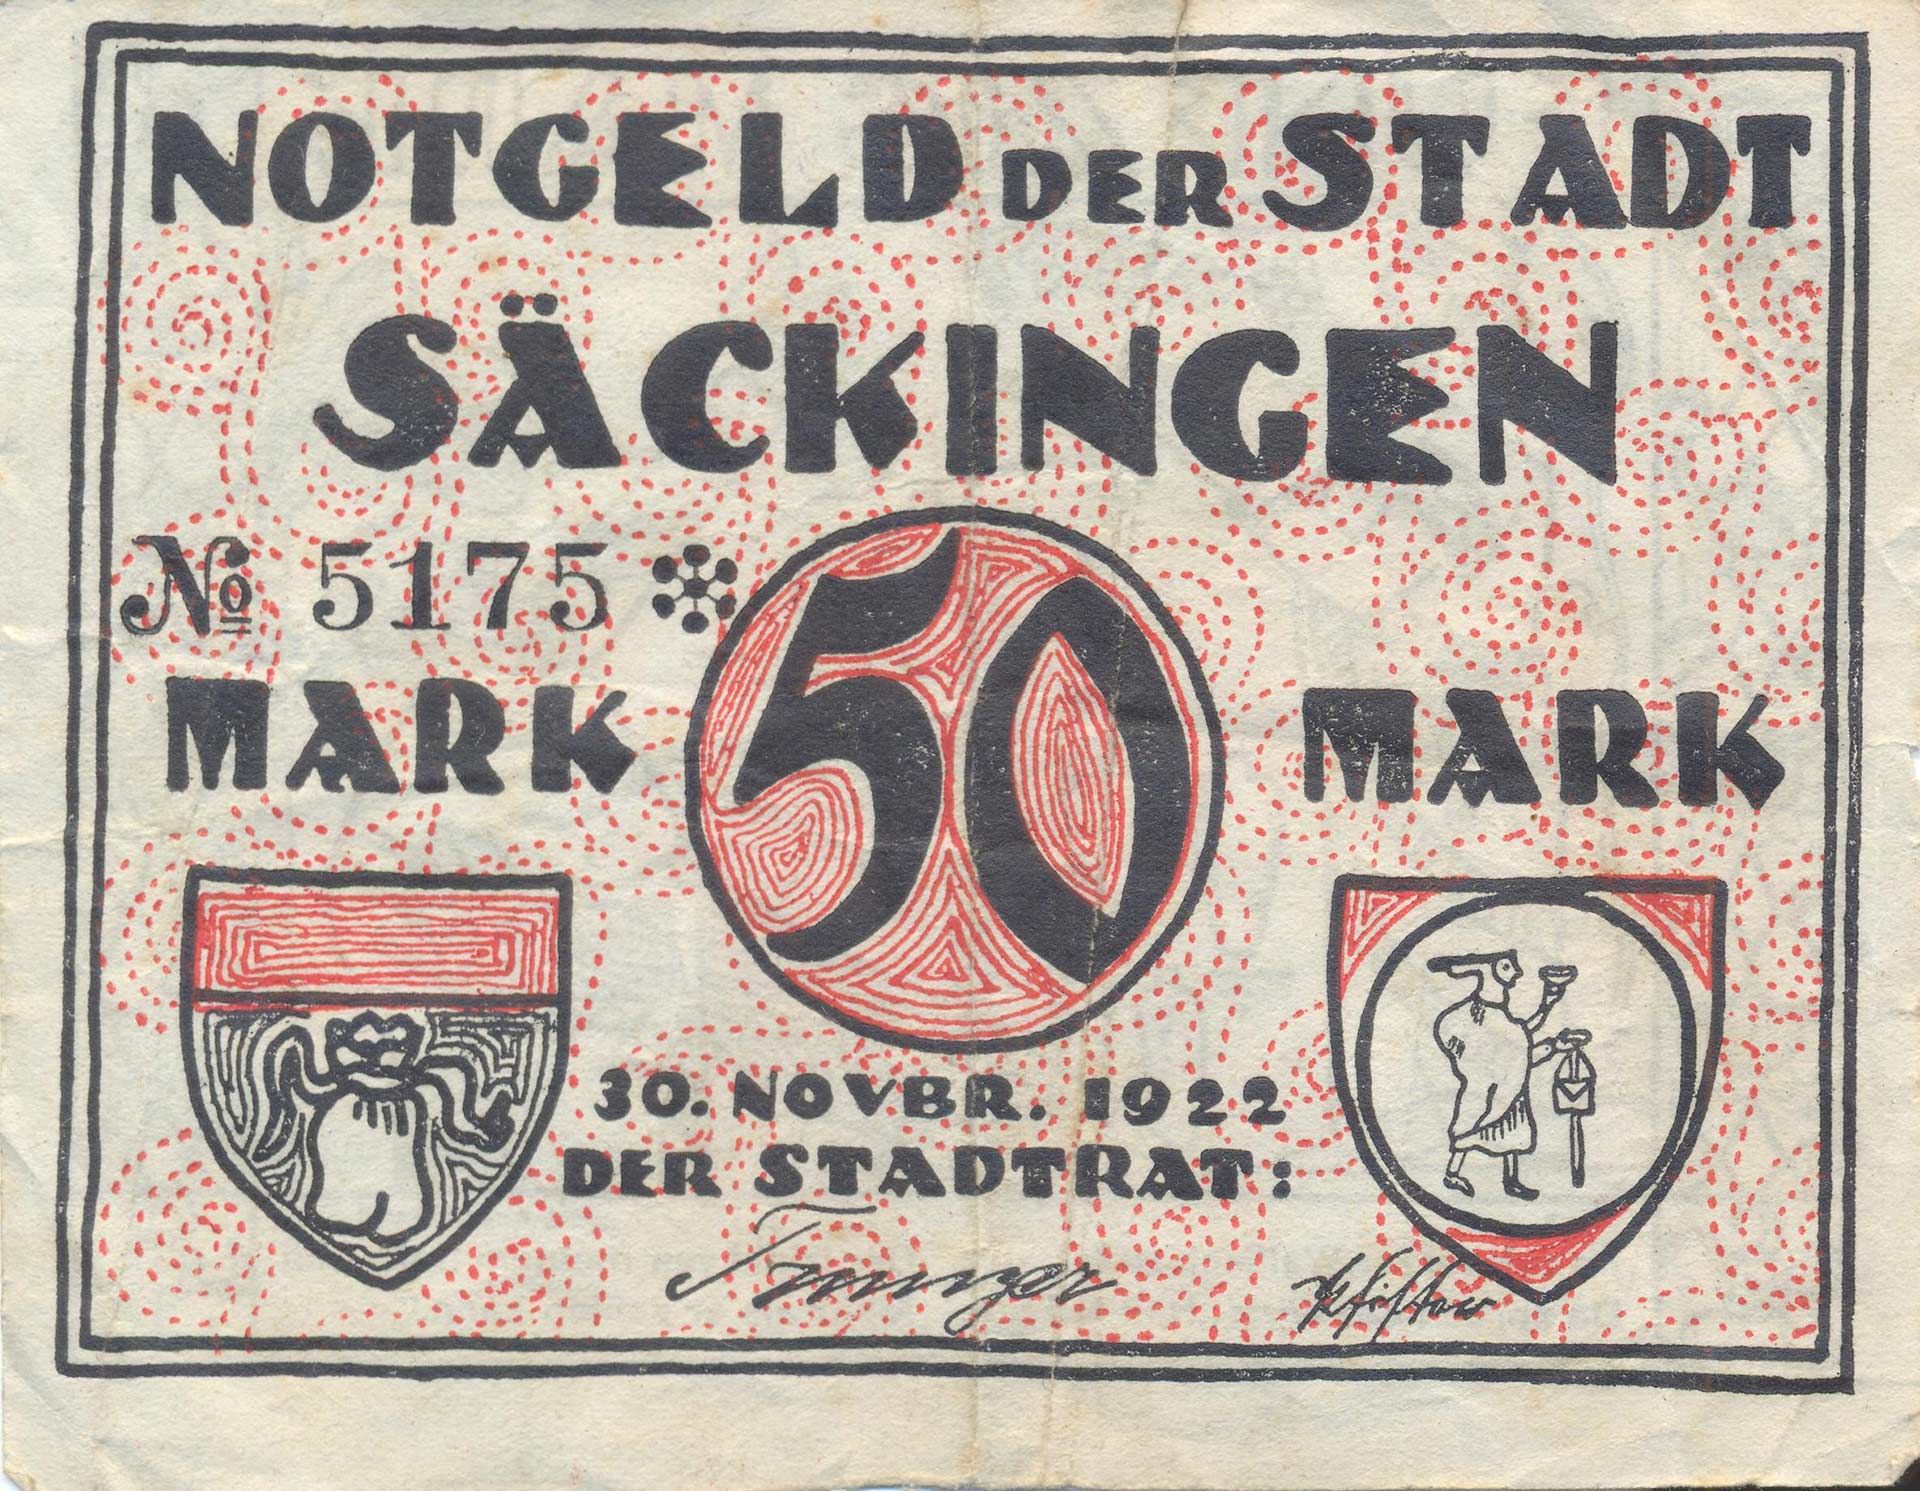 NOTGELD DER STADT
SÄCKINGEN
No 5175
MARK 50 MARK
30. NOVBR. 1922
DER STADTRAT: